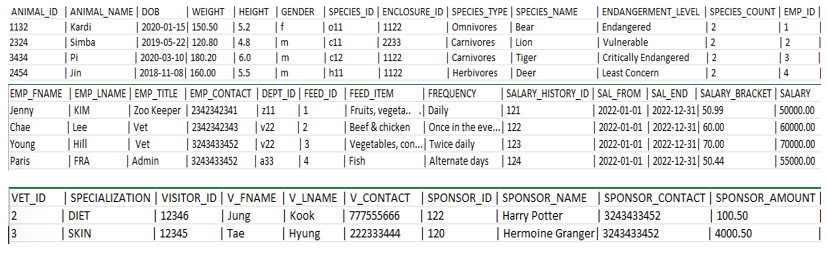 ANIMAL_ID | ANIMAL_NAME | DOB | WEIGHT | HEIGHT | GENDER | SPECIES_ID | ENCLOSURE_ID | SPECIES_TYPE | SPECIES_NAME | ENDANGERMENT_LEVEL | SPECIES_COUNT | EMP_ID |
1132 | Kardi | 2020-01-15| 150.50 | 5.2 | f | o11 | 1122 | Omnivores | Bear | Endangered | 2 | 1 |
2324 | Simba | 2019-05-22| 120.80 | 4.8 | m | c11 | 2233 | Carnivores | Lion | Vulnerable | 2 | 2 |
3434 | Pi | 2020-03-10| 180.20 | 6.0 | m | c12 | 1122 | Carnivores | Tiger | Critically Endangered | 2 | 3 |
2454 | Jin | 2018-11-08| 160.00 | 5.5 | m | h11 | 1122 | Herbivores | Deer | Least Concern | 2 | 4 |
EMP_FNAME | EMP_LNAME | EMP_TITLE | EMP_CONTACT | DEPT_ID | FEED_ID | FEED_ITEM | FREQUENCY | SALARY_HISTORY_ID | SAL_FROM | SAL_END | SALARY_BRACKET | SALARY
Jenny | KIM | Zoo Keeper | 2342342341 | z11 | 1 | Fruits, vegeta.. .| Daily | 121 | 2022-01-01 | 2022-12-31| 50.99 | 50000.00
Chae | Lee | Vet | 2342342343 | v22 | 2 | Beef & chicken | Once in the eve...| 122 | 2022-01-01 | 2022-12-31| 60.00 | 60000.00
Young | Hill | Vet | 3243433452 | v22 | 3 | Vegetables, con...| Twice daily | 123 | 2022-01-01 | 2022-12-31| 70.00 | 70000.00
Paris | FRA | Admin | 3243433452 | a33 | 4 | Fish | Alternate days | 124 | 2022-01-01 | 2022-12-31| 50.44 | 55000.00
VET_ID | SPECIALIZATION | VISITOR_ID | V_FNAME | V_LNAME | V_CONTACT | SPONSOR_ID | SPONSOR_NAME | SPONSOR_CONTACT | SPONSOR_AMOUNT |
2 | DIET | 12346 | Jung | Kook | 777555666 | 122 | Harry Potter | 3243433452 | 100.50 |
3 | SKIN | 12345 | Tae | Hyung | 222333444 | 120 | Hermoine Granger| 3243433452 | 4000.50 |